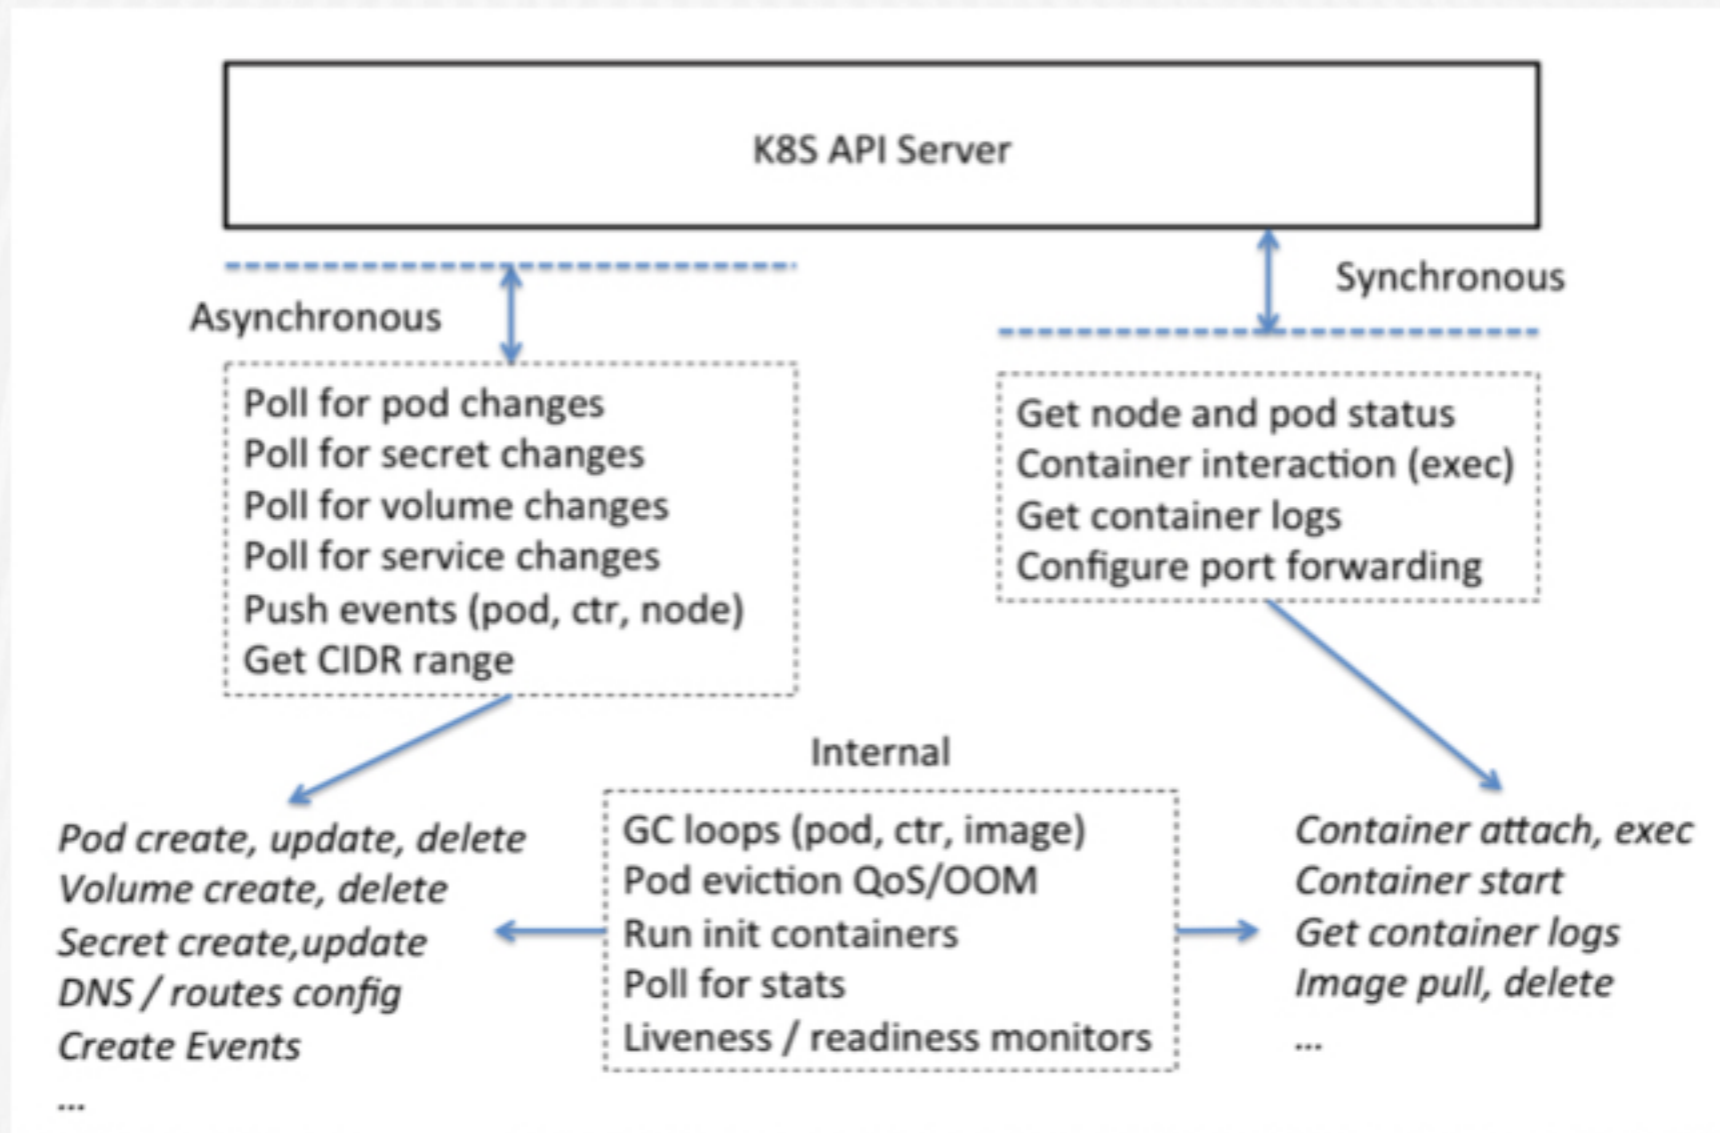 K8S API Server
Asynchronous
Synchronous
Poll for pod changes
Poll for secret changes
Poll for volume changes
Poll for service changes
Push events (pod, ctr, node)
Get CIDR range
Get node and pod status
Container interaction (exec)
Get container logs
Configure port forwarding
Internal
Pod create, update, delete
Volume create, delete
Secret create,update
DNS / routes config
Create Events
...
GC loops (pod, ctr, image)
Pod eviction QoS/OOM
Run init containers
Poll for stats
Liveness / readiness monitors
Container attach, exec
Container start
Get container logs
Image pull, delete
...